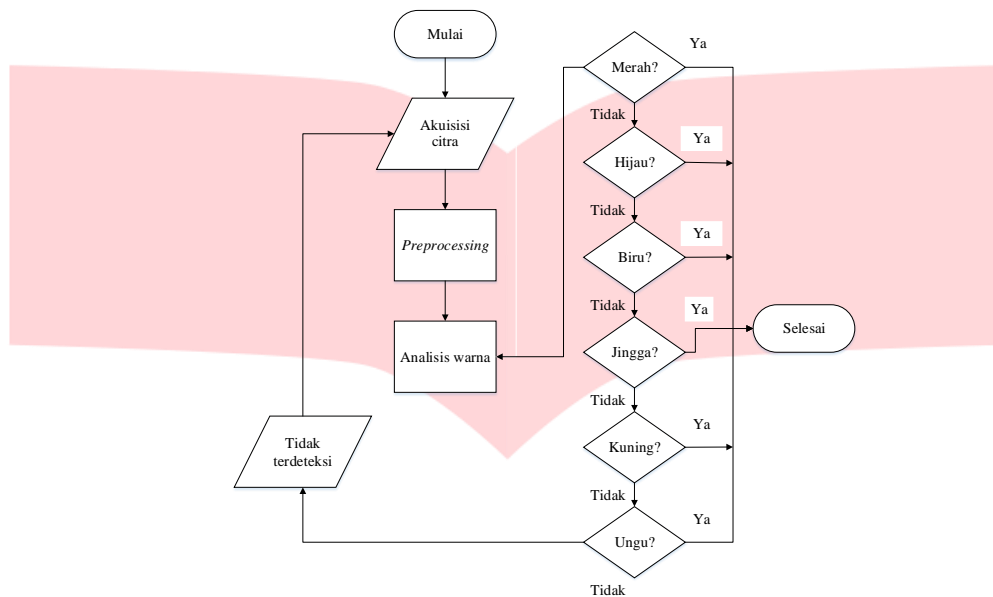 Mulai
Akuisisi
citra
Preprocessing
Analisis warna
Tidak
terdeteksi
Merah?
Ya
Tidak
Hijau?
Ya
Tidak
Biru?
Ya
Tidak
Jingga?
Ya
Selesai
Tidak
Kuning?
Ya
Tidak
Ungu?
Ya
Tidak